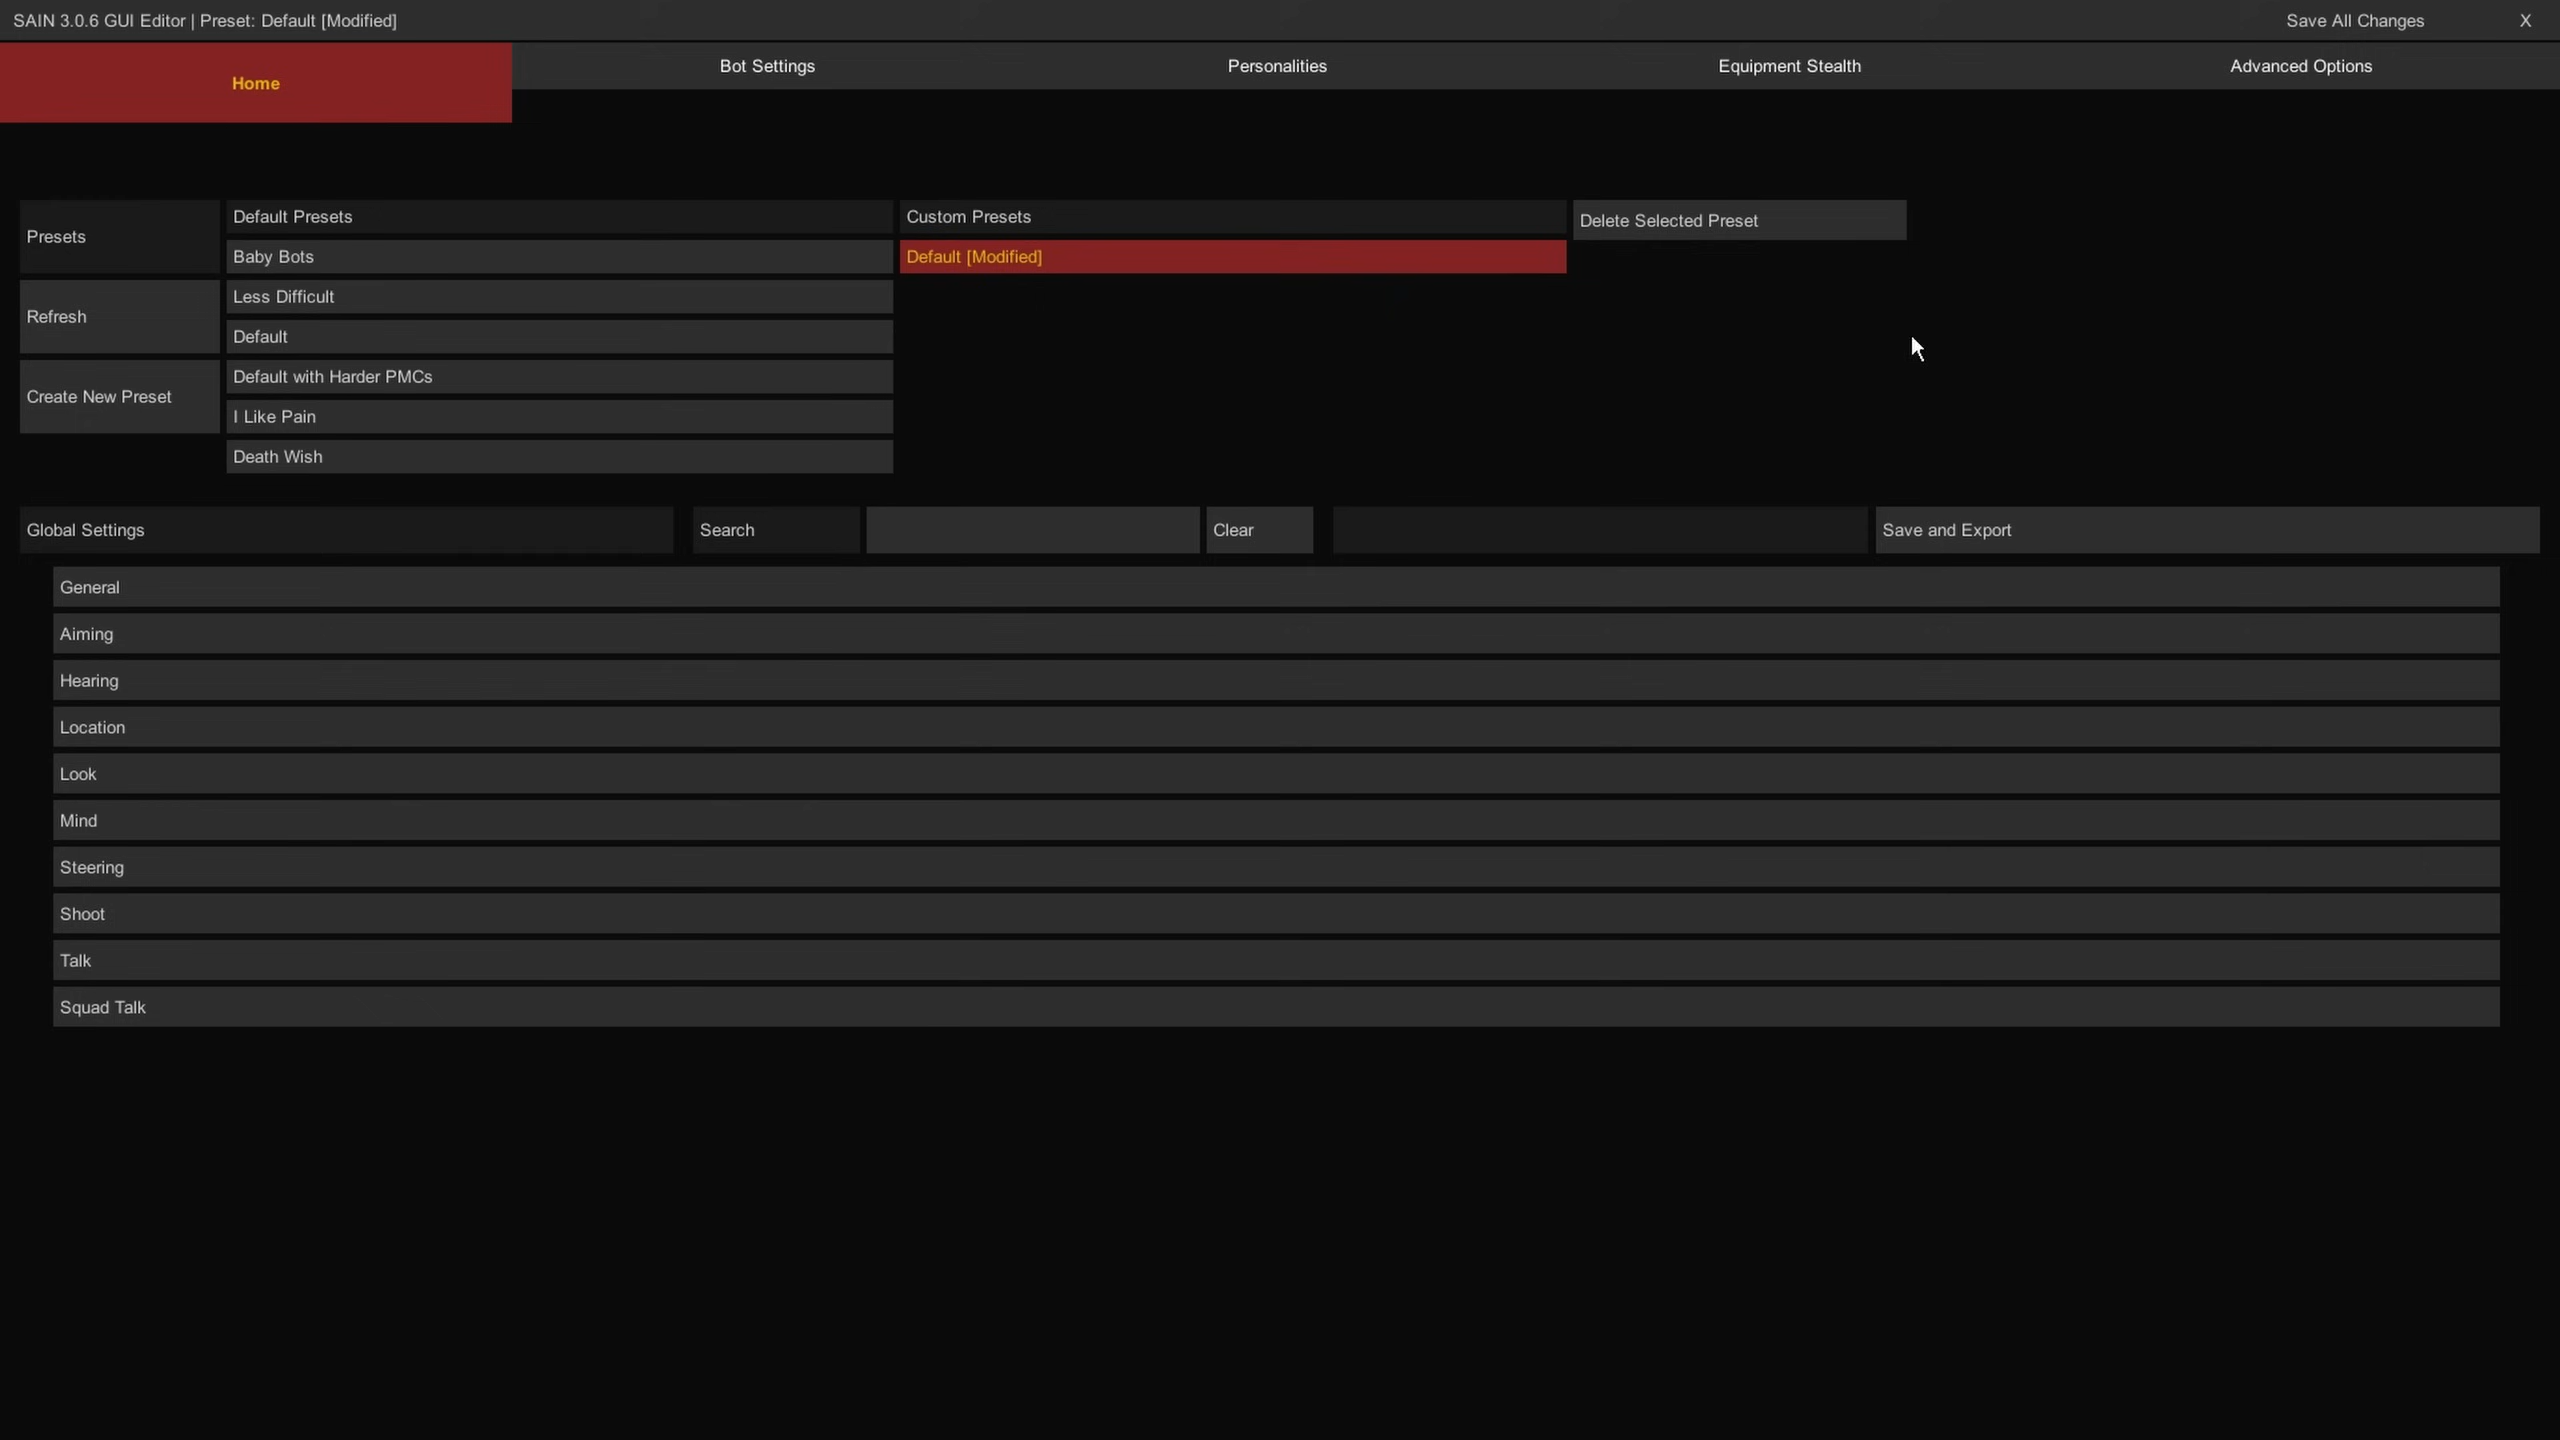 SAIN 3.0.6 GUI Editor | Preset: Default [Modified]
Save All Changes
X
Home
Bot Settings
Personalities
Equipment Stealth
Advanced Options
Presets
Refresh
Create New Preset
Default Presets
Baby Bots
Less Difficult
Default
Default with Harder PMCs
I Like Pain
Death Wish
Custom Presets
Default [Modified]
Delete Selected Preset
Global Settings
Search
Clear
Save and Export
General
Aiming
Hearing
Location
Look
Mind
Steering
Shoot
Talk
Squad Talk